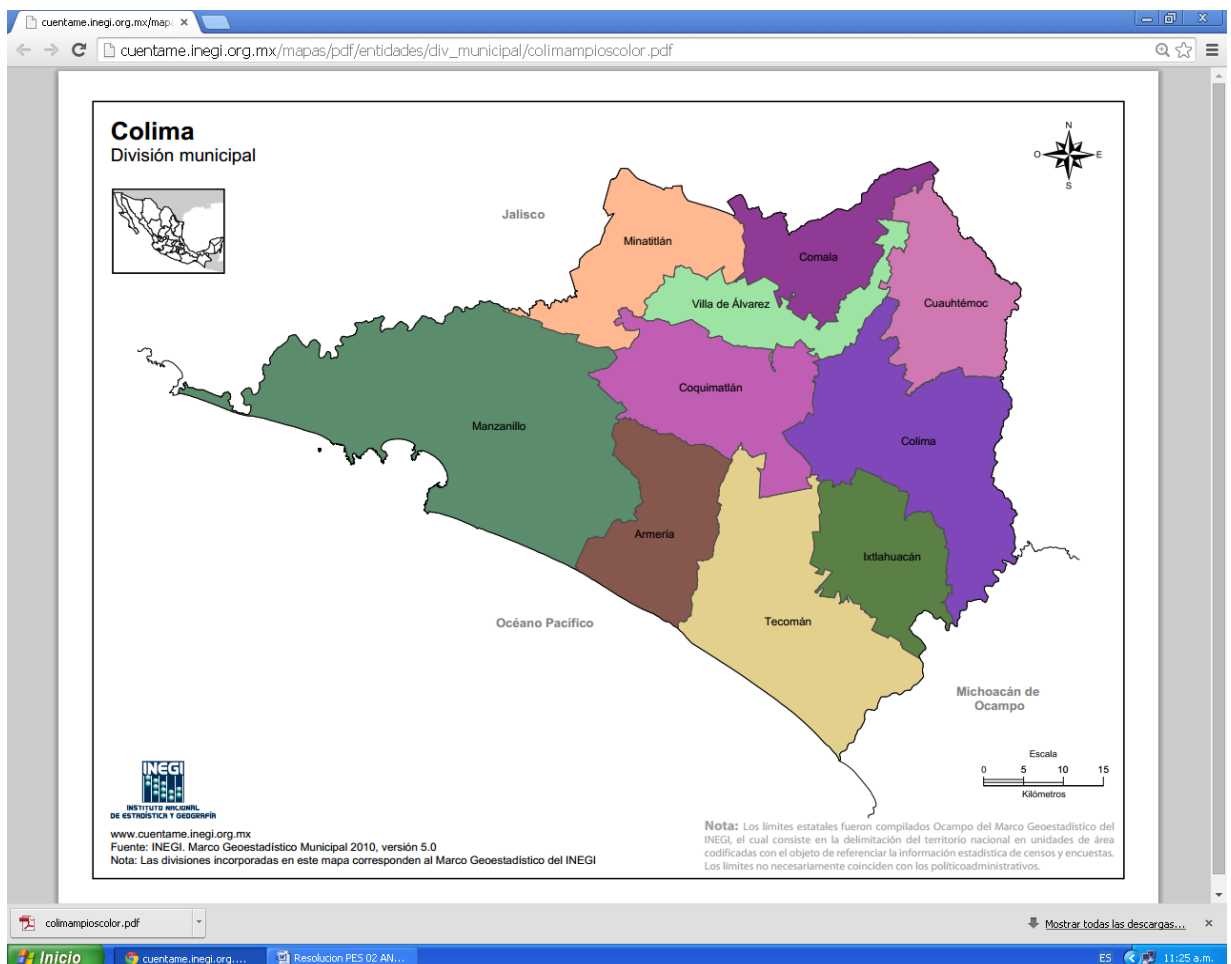 cuentame.inegi.org.mx/map
cuentame.inegi.org.mx/mapas/pdf/entidades/div_municipal/colimampioscolor.pdf
Colima
División municipal
N
O
E
S
Jalisco
Minatitlán
Comala
Villa de Álvarez
Cuauhtémoc
Coquimatlán
Manzanillo
Colima
Armería
Ixtlahuacán
Tecomán
Océano Pacífico
Michoacán de
Ocampo
Escala
0 5 10 15
Kilómetros
INEGI
INSTITUTO NACIONAL
DE ESTADÍSTICA Y GEOGRAFÍA
www.cuentame.inegi.org.mx
Fuente: INEGI. Marco Geoestadístico Municipal 2010, versión 5.0
Nota: Las divisiones incorporadas en este mapa corresponden al Marco Geoestadístico del INEGI
Nota: Los límites estatales fueron compilados Ocampo del Marco Geoestadístico del
INEGI, el cual consiste en la delimitación del territorio nacional en unidades de área
codificadas con el objeto de referenciar la información estadística de censos y encuestas.
Los límites no necesariamente coinciden con los políticoadministrativos.
colimampioscolor.pdf
Mostrar todas las descargas...
Inicio
cuentame.inegi.org....
Resolucion PES 02 AN...
ES
11:25 a.m.